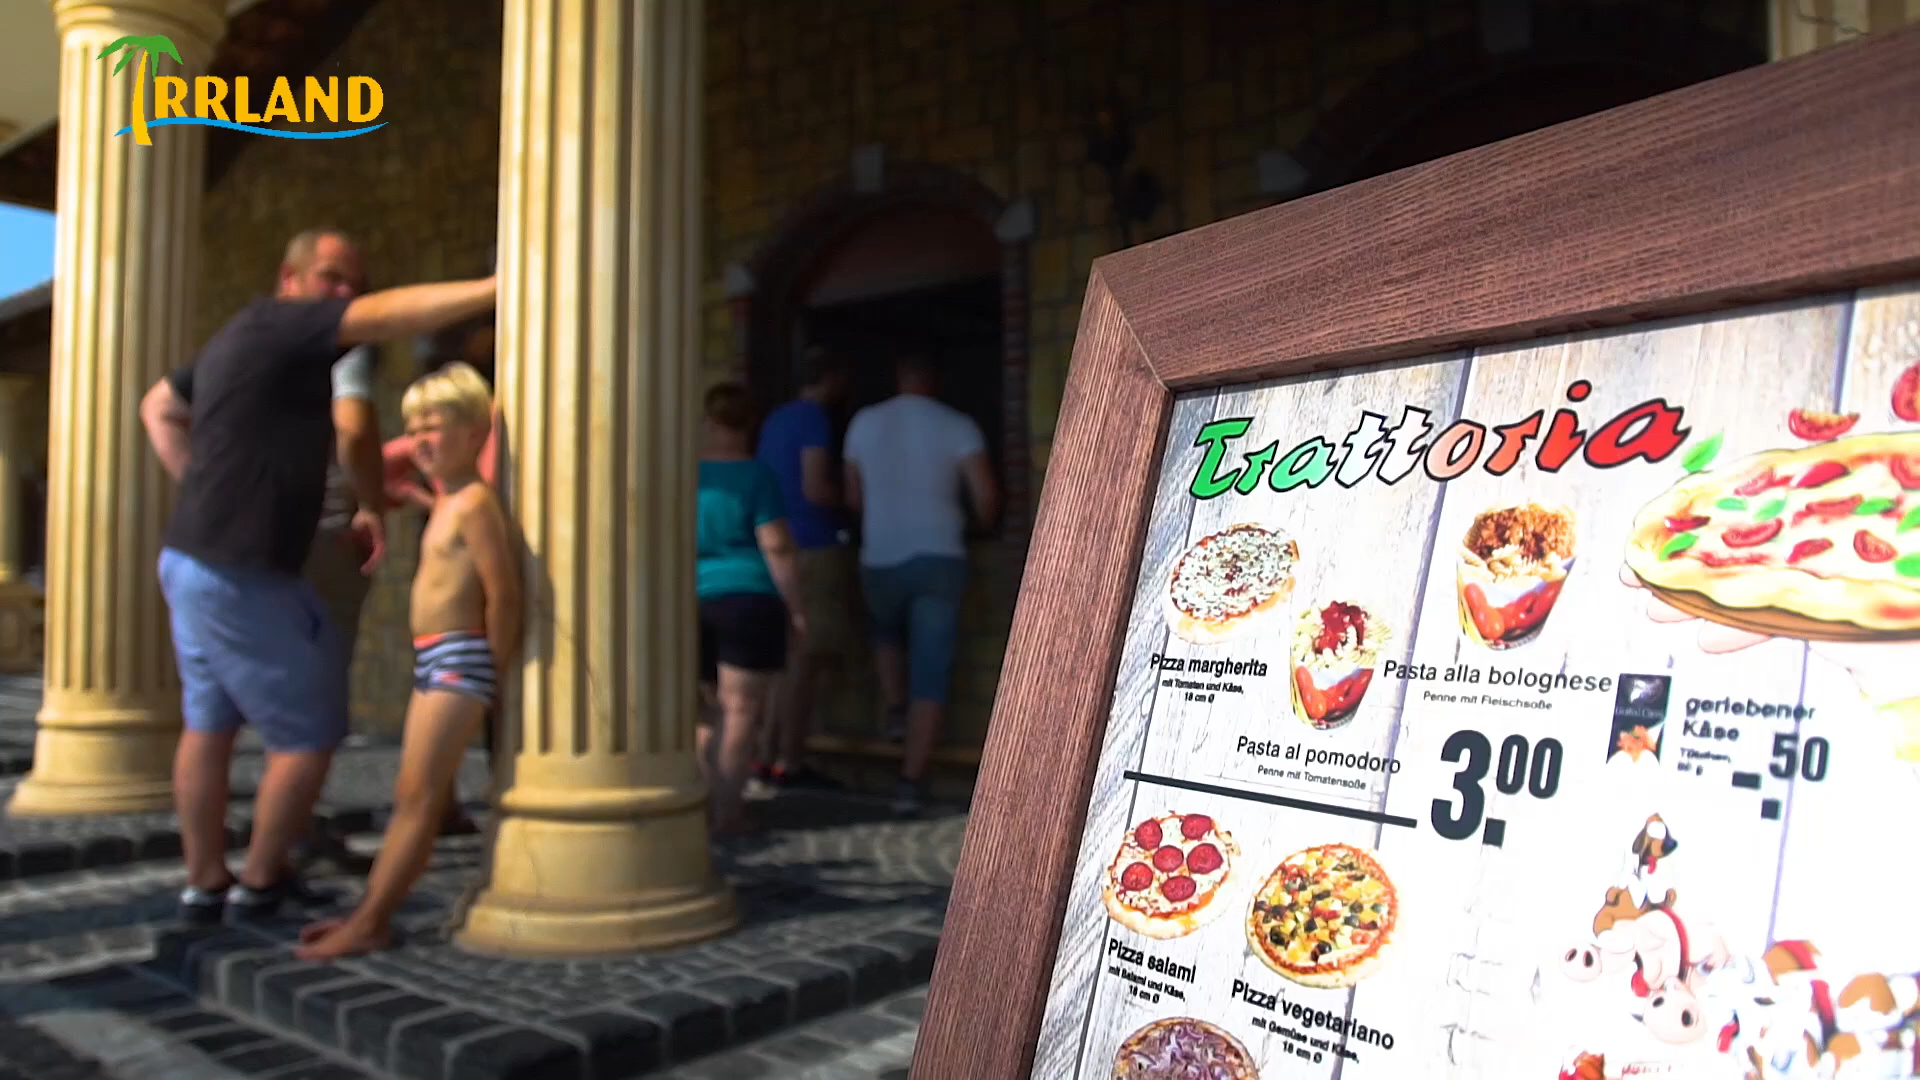 IRRLAND
Trattoria
Pizza margherita
mit Tomaten und Käse,
18 cm Ø
Pasta alla bolognese
Penne mit Fleischsoße
geriebener
Käse
-.50
Pasta al pomodoro
Penne mit Tomatensoße
3.00
Pizza salami
mit Salami und Käse,
18 cm Ø
Pizza vegetariano
mit Gemüse und Käse,
18 cm Ø